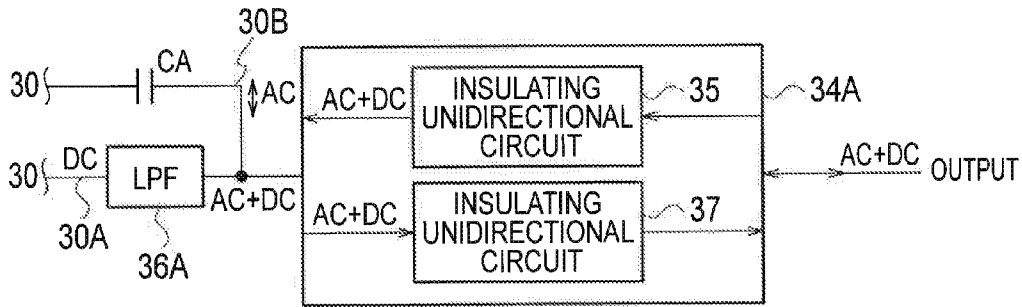 30B
CA
30
AC
AC+DC
INSULATING
UNIDIRECTIONAL
CIRCUIT
35
34A
30
DC
LPF
AC+DC
30A
36A
AC+DC
INSULATING
UNIDIRECTIONAL
CIRCUIT
37
AC+DC
OUTPUT